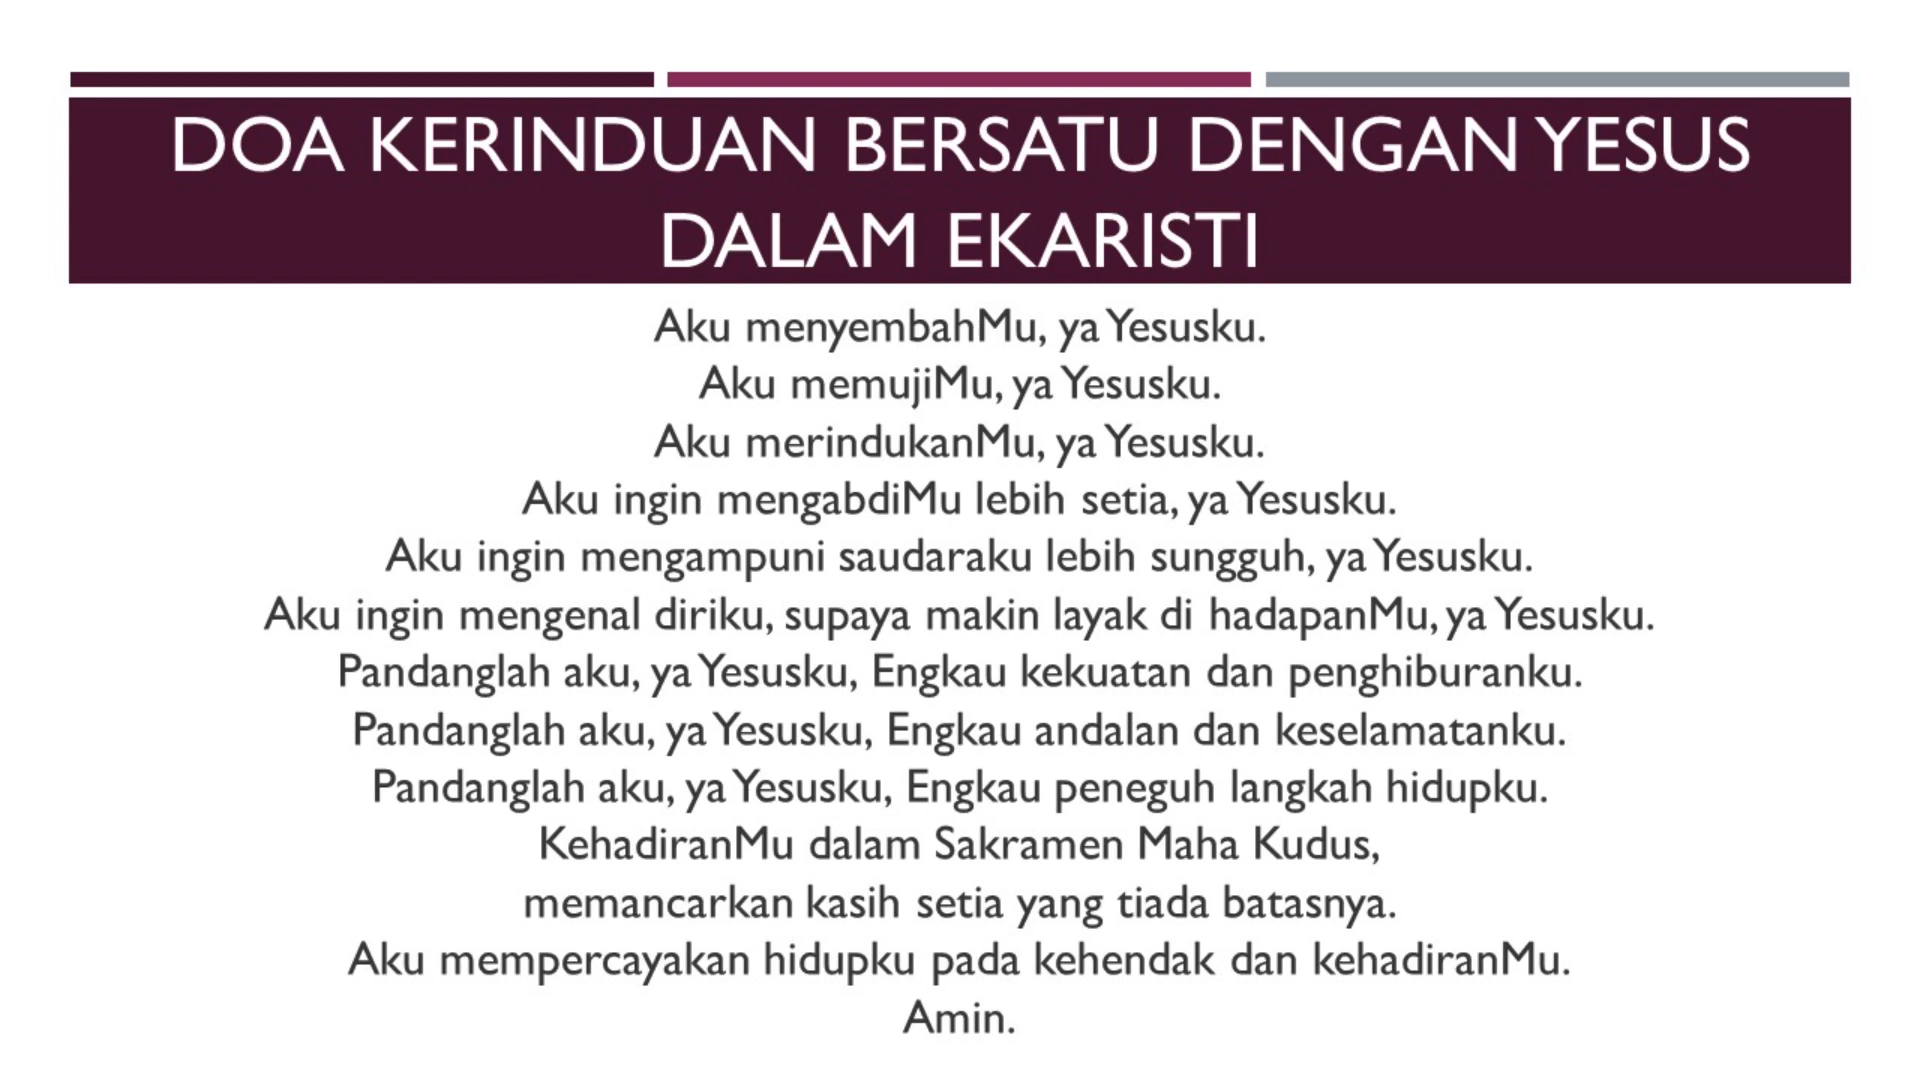 DOA KERINDUAN BERSATU DENGAN YESUS
DALAM EKARISTI
Aku menyembahMu, ya Yesusku.
Aku memujiMu, ya Yesusku.
Aku merindukanMu, ya Yesusku.
Aku ingin mengabdiMu lebih setia, ya Yesusku.
Aku ingin mengampuni saudaraku lebih sungguh, ya Yesusku.
Aku ingin mengenal diriku, supaya makin layak di hadapanMu, ya Yesusku.
Pandanglah aku, ya Yesusku, Engkau kekuatan dan penghiburanku.
Pandanglah aku, ya Yesusku, Engkau andalan dan keselamatanku.
Pandanglah aku, ya Yesusku, Engkau peneguh langkah hidupku.
KehadiranMu dalam Sakramen Maha Kudus,
memancarkan kasih setia yang tiada batasnya.
Aku mempercayakan hidupku pada kehendak dan kehadiranMu.
Amin.